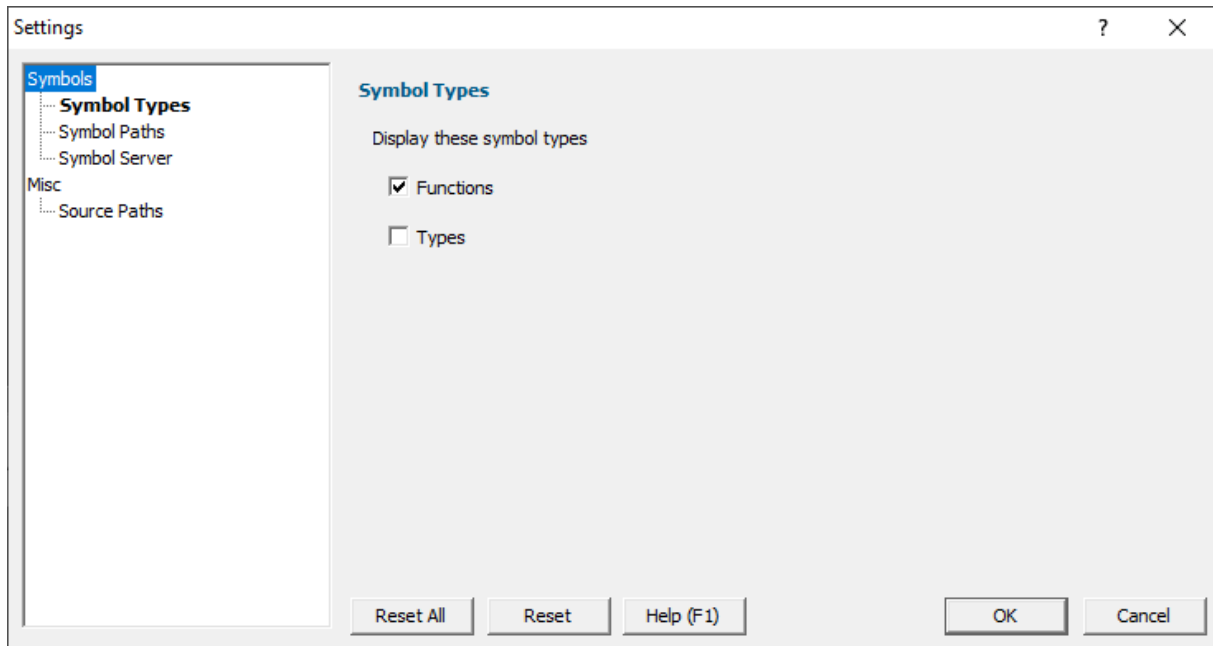 Settings
?
Symbols
Symbol Types
Symbol Paths
Symbol Server
Misc
Source Paths
Symbol Types
Display these symbol types
Functions
Types
Reset All
Reset
Help (F1)
OK
Cancel